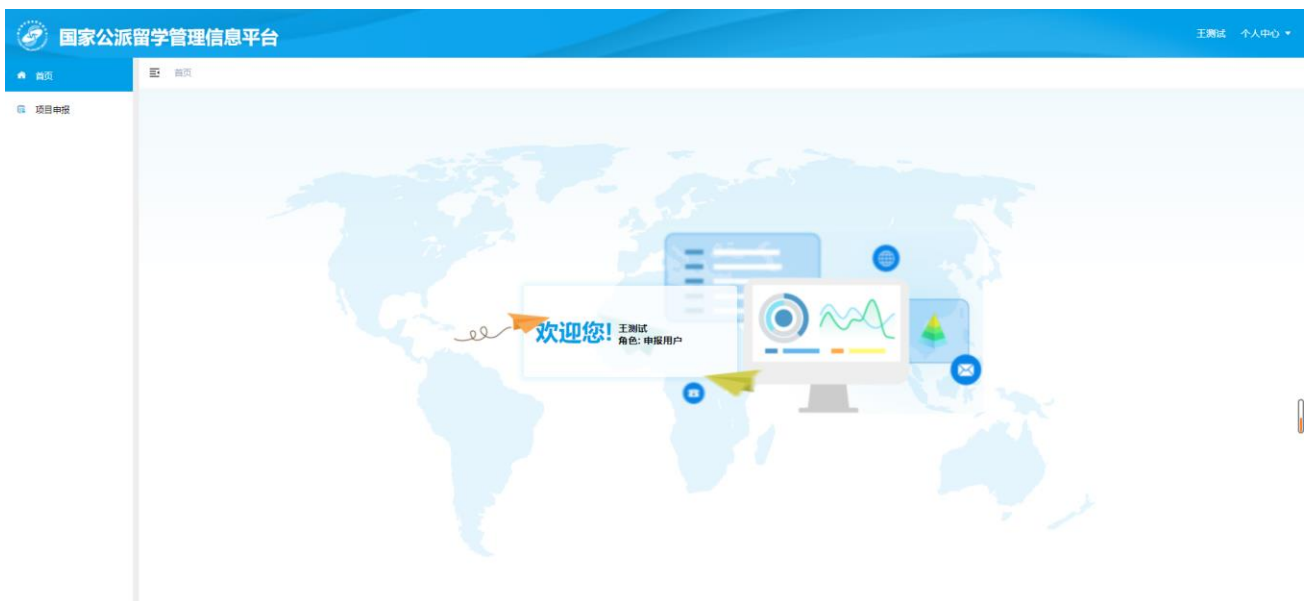 国家公派留学管理信息平台
王测试 个人中心
首页
首页
项目申报
欢迎您!
王测试
角色: 申报用户